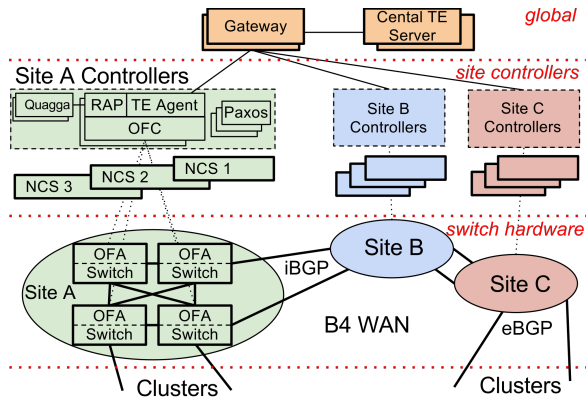 global
Gateway
Cental TE
Server
site controllers
Site A Controllers
Quagga
RAP
TE Agent
Paxos
OFC
Site B
Controllers
Site C
Controllers
NCS 1
NCS 2
NCS 3
switch hardware
OFA
Switch
OFA
Switch
Site A
OFA
Switch
OFA
Switch
iBGP
Site B
Site C
eBGP
B4 WAN
Clusters
Clusters